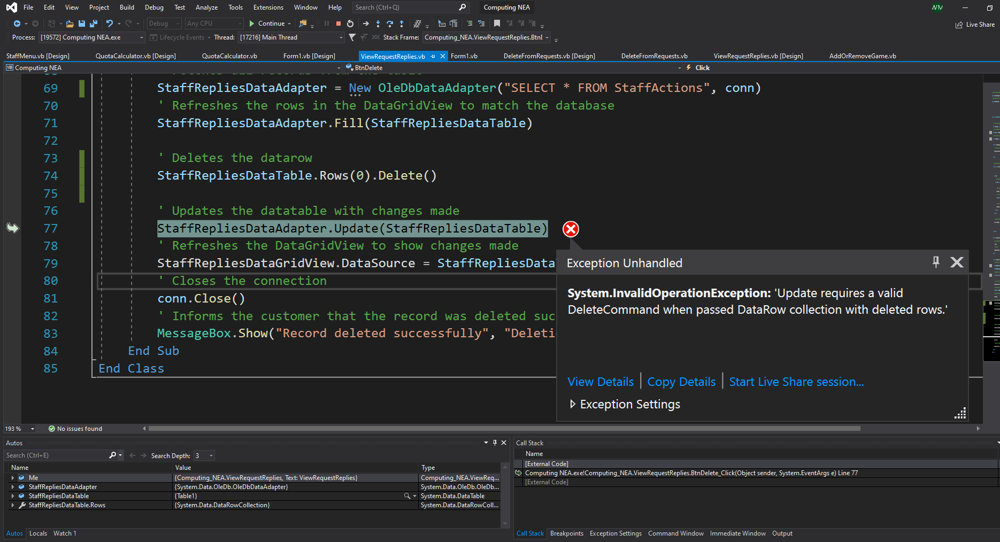 File Edit View Project Build Debug Test Analyze Tools Extensions Window Help Search (Ctrl+Q) Computing NEA WM
Debug Any CPU Continue Live Share
Process: [19572] Computing NEA.exe Lifecycle Events Thread: [17216] Main Thread Stack Frame: Computing_NEA.ViewRequestReplies.Btn
StaffMenu.vb [Design] QuotaCalculator.vb [Design] QuotaCalculator.vb Form1.vb [Design] ViewRequestReplies.vb Form1.vb DeleteFromRequests.vb [Design] DeleteFromRequests.vb ViewRequestReplies.vb [Design] AddOrRemoveGame.vb
VB Computing NEA BtnDelete Click
69 StaffRepliesDataAdapter = New OleDbDataAdapter("SELECT * FROM StaffActions", conn)
70 ' Refreshes the rows in the DataGridView to match the database
71 StaffRepliesDataAdapter.Fill(StaffRepliesDataTable)
72
73 ' Deletes the datarow
74 StaffRepliesDataTable.Rows(0).Delete()
75
76 ' Updates the datatable with changes made
77 StaffRepliesDataAdapter.Update(StaffRepliesDataTable)
78 ' Refreshes the DataGridView to show changes made
79 StaffRepliesDataGridView.DataSource = StaffRepliesData
80 ' Closes the connection
81 conn.Close()
82 ' Informs the customer that the record was deleted suc
83 MessageBox.Show("Record deleted successfully", "Deleti
84 End Sub
85 End Class
Exception Unhandled
System.InvalidOperationException: 'Update requires a valid
DeleteCommand when passed DataRow collection with deleted rows.'
View Details Copy Details Start Live Share session...
Exception Settings
193 % No issues found
Autos
Search (Ctrl+E) Search Depth: 3
Name Value Type
Me {Computing_NEA.ViewRequestReplies, Text: ViewRequestReplies} Computing_NEA.ViewReq...
StaffRepliesDataAdapter {System.Data.OleDb.OleDbDataAdapter} System.Data.OleDb.OleDb...
StaffRepliesDataTable {Table1} System.Data.DataTable
StaffRepliesDataTable.Rows {System.Data.DataRowCollection} System.Data.DataRowColl...
Autos Locals Watch 1
Call Stack
Name
[External Code]
Computing NEA.exe!Computing_NEA.ViewRequestReplies.BtnDelete_Click(Object sender, System.EventArgs e) Line 77
[External Code]
Call Stack Breakpoints Exception Settings Command Window Immediate Window Output